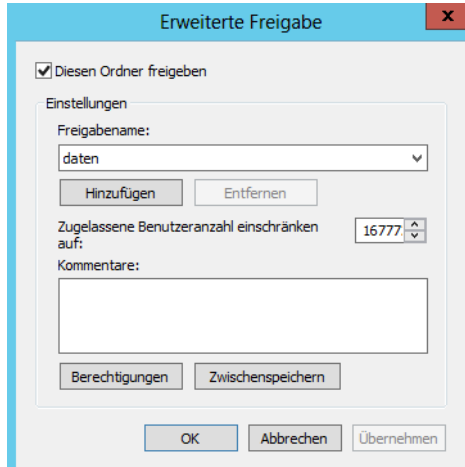 Erweiterte Freigabe
x
Diesen Ordner freigeben
Einstellungen
Freigabename:
daten
Hinzufügen Entfernen
Zugelassene Benutzeranzahl einschränken
auf:
16777
Kommentare:
Berechtigungen Zwischenspeichern
OK Abbrechen Übernehmen